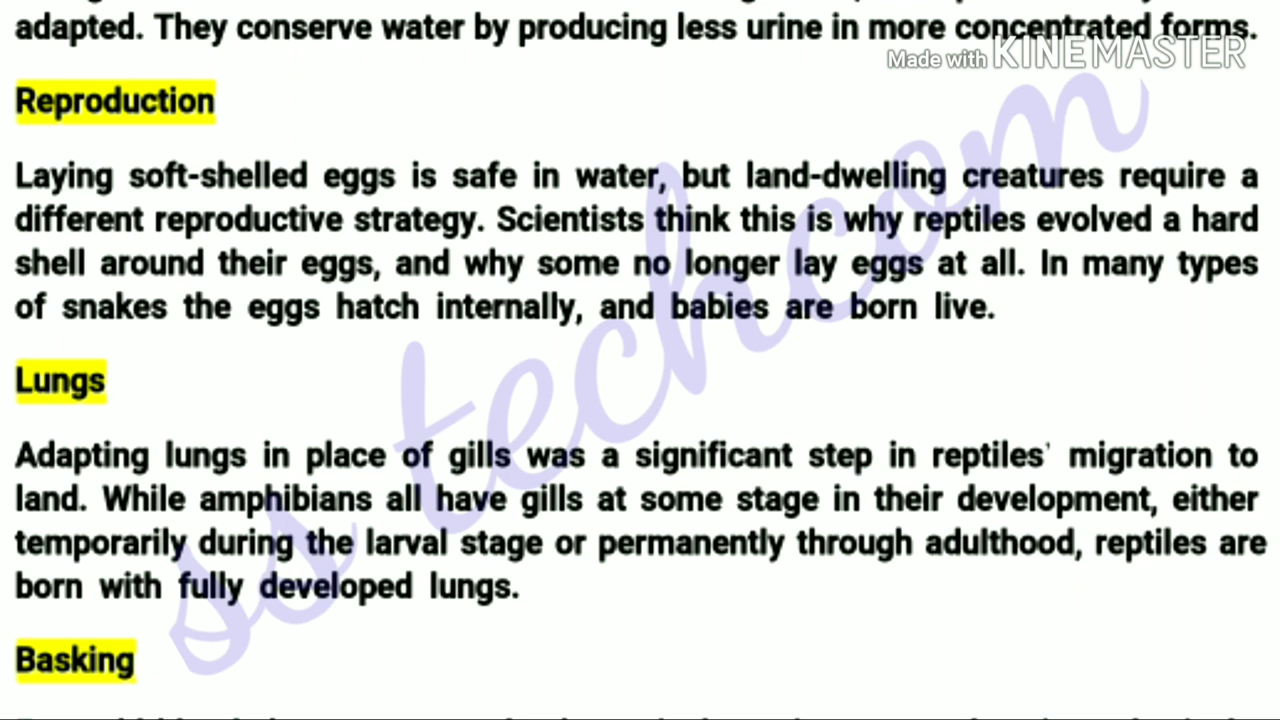 adapted. They conserve water by producing less urine in more concentrated forms.
Made with KINEMASTER
Reproduction
Laying soft-shelled eggs is safe in water, but land-dwelling creatures require a
different reproductive strategy. Scientists think this is why reptiles evolved a hard
shell around their eggs, and why some no longer lay eggs at all. In many types
of snakes the eggs hatch internally, and babies are born live.
Lungs
Adapting lungs in place of gills was a significant step in reptiles' migration to
land. While amphibians all have gills at some stage in their development, either
temporarily during the larval stage or permanently through adulthood, reptiles are
born with fully developed lungs.
ss techcom
Basking